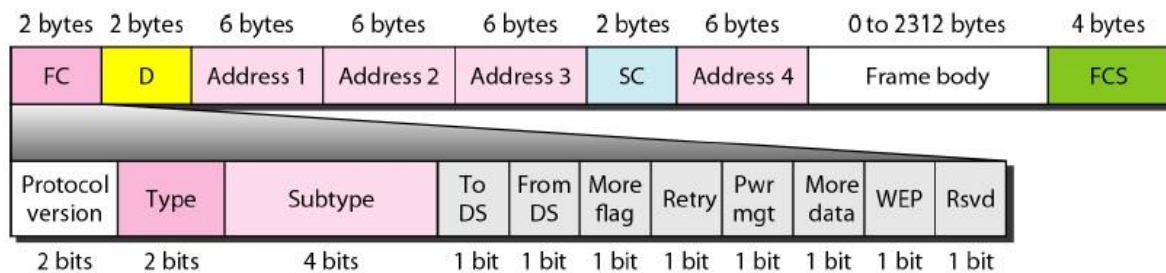 2 bytes 2 bytes 6 bytes 6 bytes 6 bytes 2 bytes 6 bytes 0 to 2312 bytes 4 bytes
FC D Address 1 Address 2 Address 3 SC Address 4 Frame body FCS
Protocol version Type Subtype To DS From DS More flag Retry Pwr mgt More data WEP Rsvd
2 bits 2 bits 4 bits 1 bit 1 bit 1 bit 1 bit 1 bit 1 bit 1 bit 1 bit